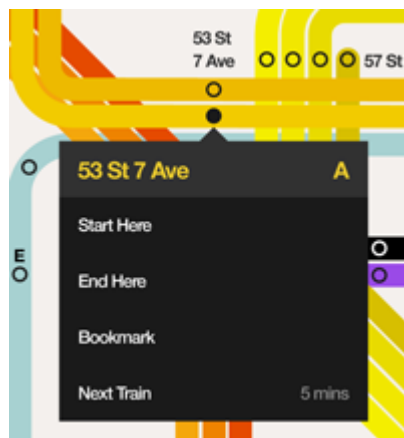 53 St
7 Ave
57 St
53 St 7 Ave A
Start Here
E
End Here
Bookmark
Next Train 5 mins